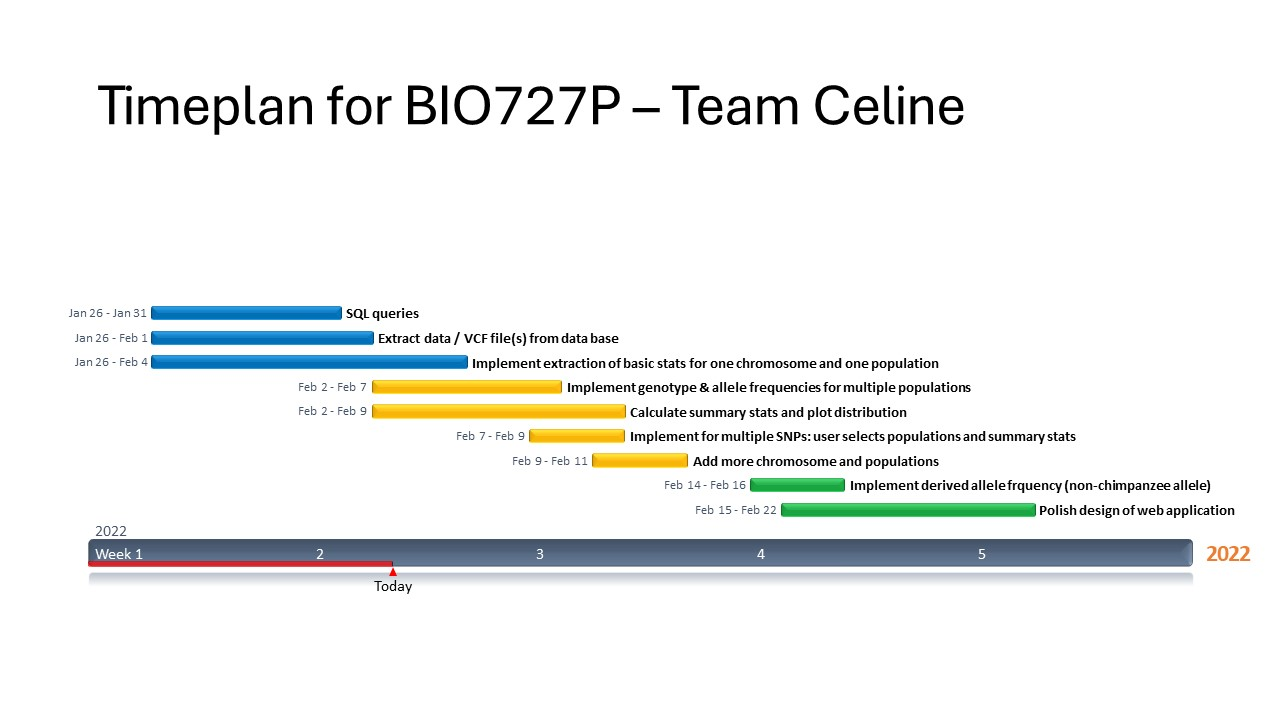 Timeplan for BIO727P – Team Celine
Jan 26 - Jan 31 SQL queries
Jan 26 - Feb 1 Extract data / VCF file(s) from data base
Jan 26 - Feb 4 Implement extraction of basic stats for one chromosome and one population
Feb 2 - Feb 7 Implement genotype & allele frequencies for multiple populations
Feb 2 - Feb 9 Calculate summary stats and plot distribution
Feb 7 - Feb 9 Implement for multiple SNPs: user selects populations and summary stats
Feb 9 - Feb 11 Add more chromosome and populations
Feb 14 - Feb 16 Implement derived allele frquency (non-chimpanzee allele)
Feb 15 - Feb 22 Polish design of web application
2022
Week 1 2 3 4 5 2022
Today